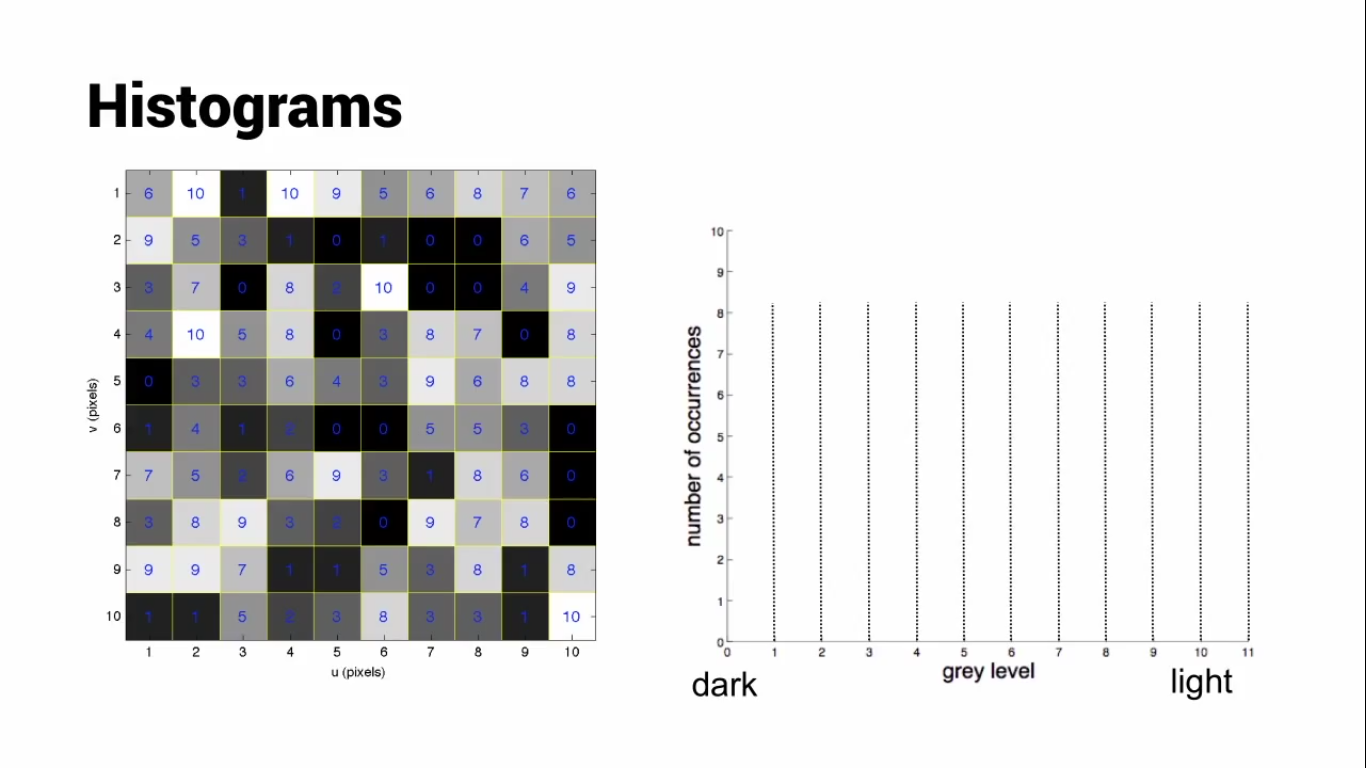 Histograms
1 6 10 1 10 9 5 6 8 7 6
2 9 5 3 1 0 1 0 0 6 5
3 3 7 0 8 2 10 0 0 4 9
4 4 10 5 8 0 3 8 7 0 8
5 0 3 3 6 4 3 9 6 8 8
6 1 4 1 2 0 0 5 5 3 0
7 7 5 2 6 9 3 1 8 6 0
8 3 8 9 3 2 0 9 7 8 0
9 9 9 7 1 1 5 3 8 1 8
10 1 1 5 2 3 8 3 3 1 10
1 2 3 4 5 6 7 8 9 10
v (pixels)
u (pixels)
10
9
8
7
6
5
4
3
2
1
0
number of occurrences
0 1 2 3 4 5 6 7 8 9 10 11
grey level
dark
light